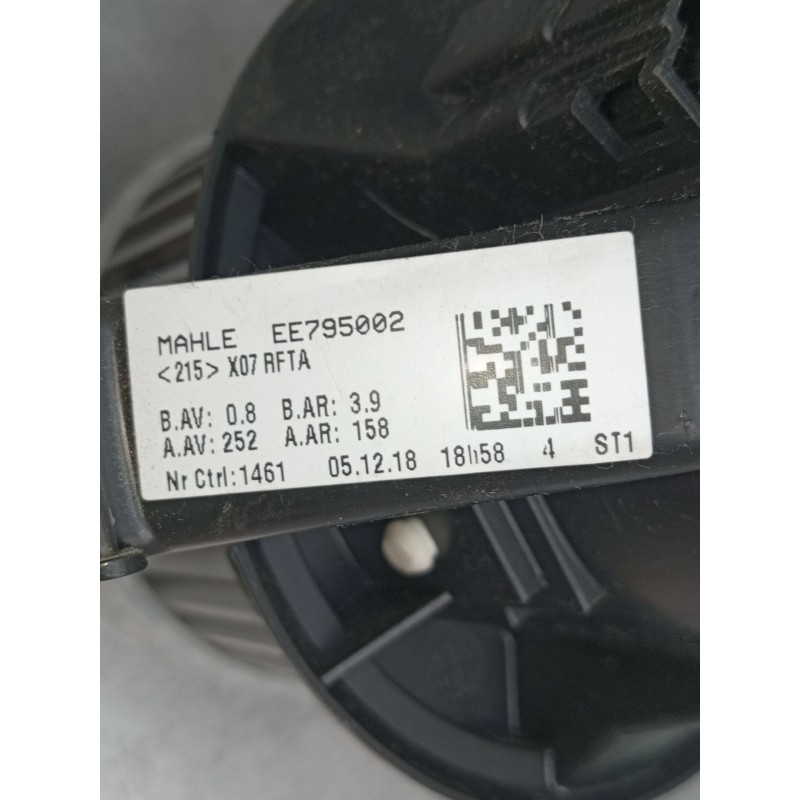 MAHLE EE795002
<215> X07 RFTA
B.AV: 0.8 B.AR: 3.9
A.AV: 252 A.AR: 158
Nr Ctrl:1461 05.12.18 18h58 4 ST1